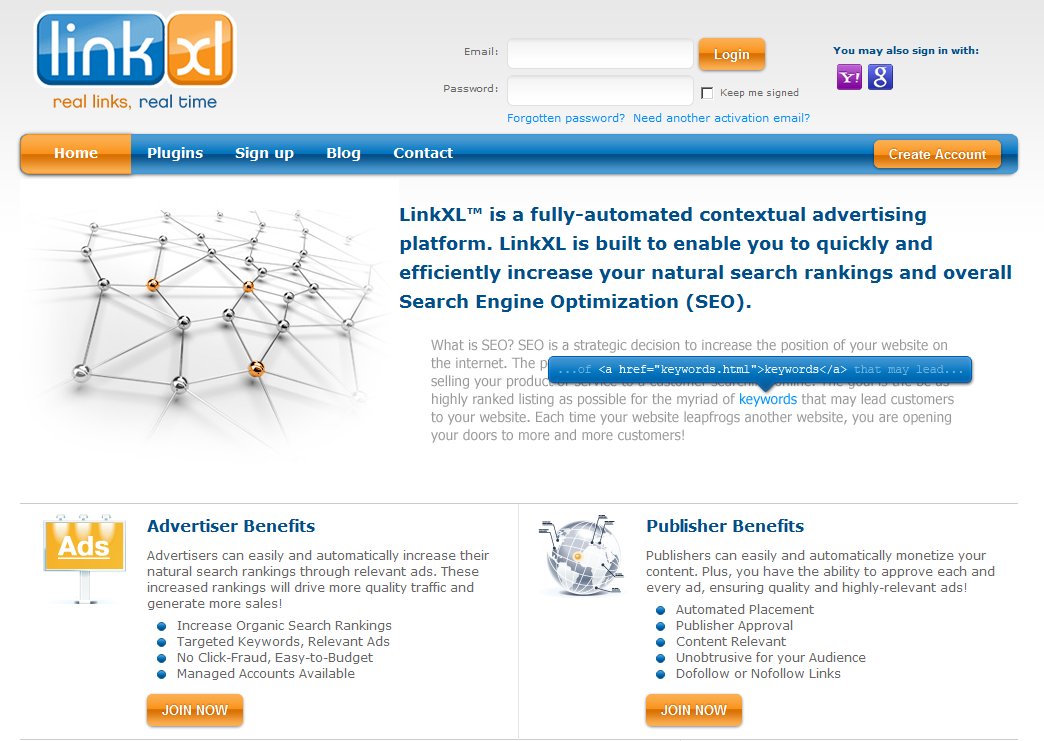 link xl
real links, real time
Email:
Login
Password:
Keep me signed
Forgotten password? Need another activation email?
You may also sign in with:
Y! 8
Home Plugins Sign up Blog Contact Create Account
LinkXL™ is a fully-automated contextual advertising
platform. LinkXL is built to enable you to quickly and
efficiently increase your natural search rankings and overall
Search Engine Optimization (SEO).
What is SEO? SEO is a strategic decision to increase the position of your website on
the internet. The
...of <a href="keywords.html">keywords</a> that may lead...
selling your product or service to a customer searching online. The goal is the be as
highly ranked listing as possible for the myriad of keywords that may lead customers
to your website. Each time your website leapfrogs another website, you are opening
your doors to more and more customers!
Ads
Advertiser Benefits
Advertisers can easily and automatically increase their
natural search rankings through relevant ads. These
increased rankings will drive more quality traffic and
generate more sales!
Increase Organic Search Rankings
Targeted Keywords, Relevant Ads
No Click-Fraud, Easy-to-Budget
Managed Accounts Available
JOIN NOW
Publisher Benefits
Publishers can easily and automatically monetize your
content. Plus, you have the ability to approve each and
every ad, ensuring quality and highly-relevant ads!
Automated Placement
Publisher Approval
Content Relevant
Unobtrusive for your Audience
Dofollow or Nofollow Links
JOIN NOW